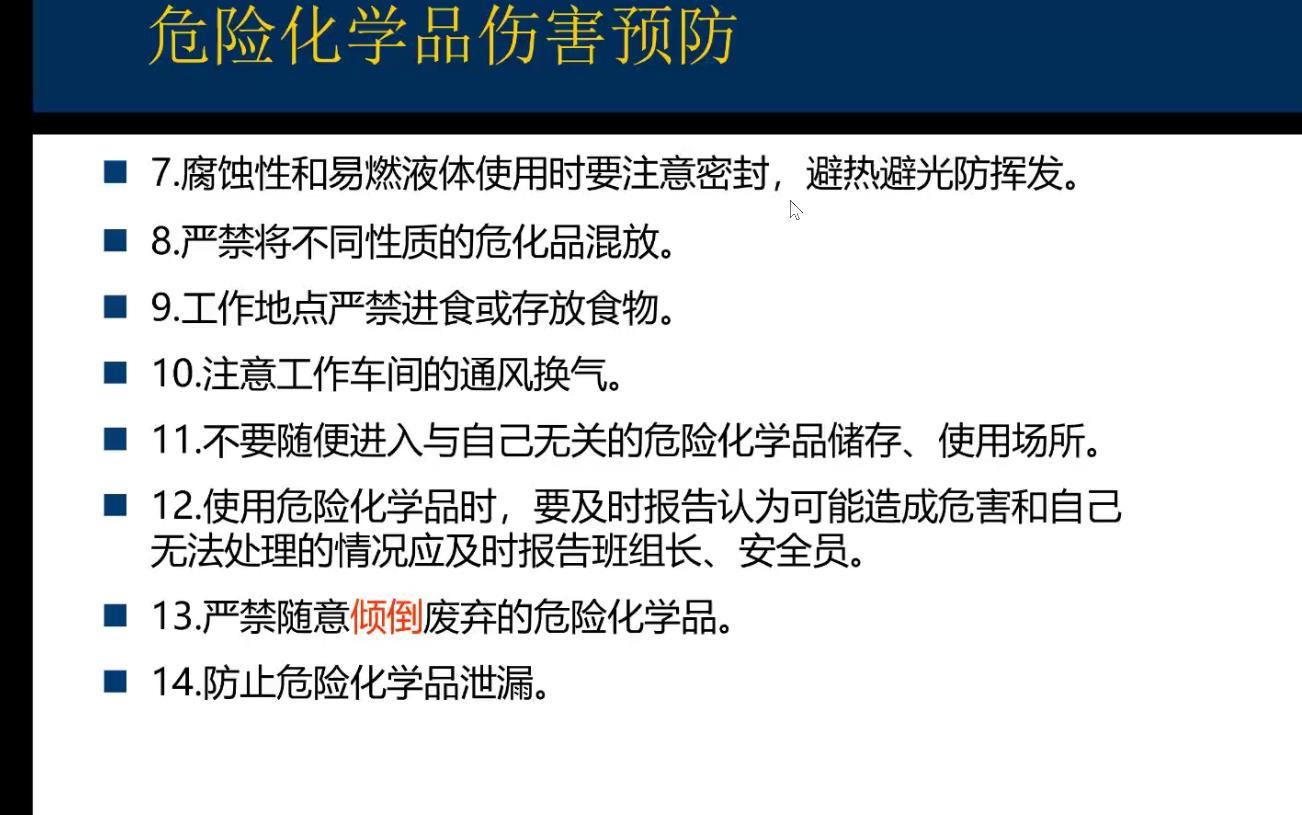 危险化学品伤害预防
7.腐蚀性和易燃液体使用时要注意密封，避热避光防挥发。
8.严禁将不同性质的危化品混放。
9.工作地点严禁进食或存放食物。
10.注意工作车间的通风换气。
11.不要随便进入与自己无关的危险化学品储存、使用场所。
12.使用危险化学品时，要及时报告认为可能造成危害和自己
无法处理的情况应及时报告班组长、安全员。
13.严禁随意倾倒废弃的危险化学品。
14.防止危险化学品泄漏。